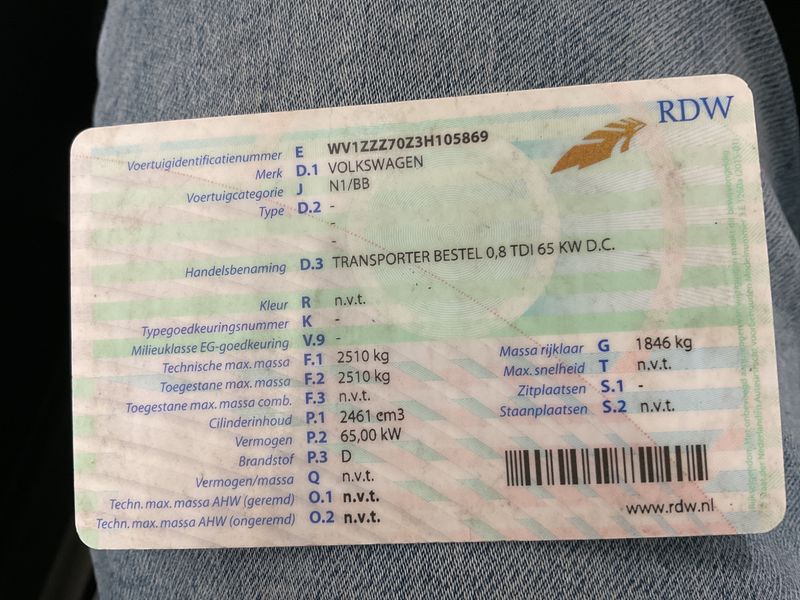 RDW
Voertuigidentificatienummer E WV1ZZZ70Z3H105869
Merk D.1 VOLKSWAGEN
Voertuigcategorie J N1/BB
Type D.2 -
-
-
Handelsbenaming D.3 TRANSPORTER BESTEL 0,8 TDI 65 KW D.C.
Kleur R n.v.t.
Typegoedkeuringsnummer K -
Milieuklasse EG-goedkeuring V.9 -
Technische max. massa F.1 2510 kg
Toegestane max. massa F.2 2510 kg
Toegestane max. massa comb. F.3 n.v.t.
Cilinderinhoud P.1 2461 cm3
Vermogen P.2 65,00 kW
Brandstof P.3 D
Vermogen/massa Q n.v.t.
Techn. max. massa AHW (geremd) O.1 n.v.t.
Techn. max. massa AHW (ongeremd) O.2 n.v.t.
Massa rijklaar G 1846 kg
Max. snelheid T n.v.t.
Zitplaatsen S.1 -
Staanplaatsen S.2 n.v.t.
www.rdw.nl